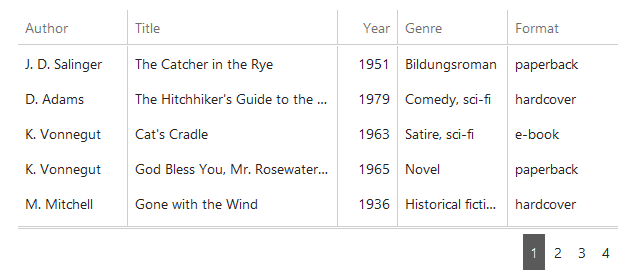 Author Title Year Genre Format
J. D. Salinger The Catcher in the Rye 1951 Bildungsroman paperback
D. Adams The Hitchhiker's Guide to the ... 1979 Comedy, sci-fi hardcover
K. Vonnegut Cat's Cradle 1963 Satire, sci-fi e-book
K. Vonnegut God Bless You, Mr. Rosewater... 1965 Novel paperback
M. Mitchell Gone with the Wind 1936 Historical ficti... hardcover
1 2 3 4